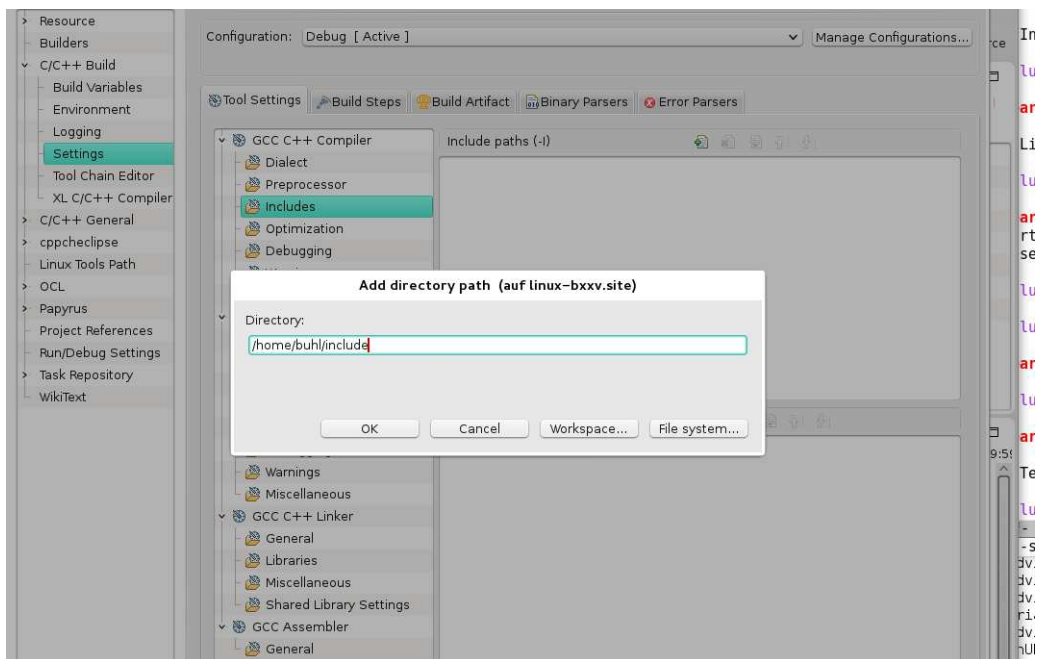 Resource
Builders
C/C++ Build
Build Variables
Environment
Logging
Settings
Tool Chain Editor
XL C/C++ Compiler
C/C++ General
cppcheclipse
Linux Tools Path
OCL
Papyrus
Project References
Run/Debug Settings
Task Repository
WikiText
Configuration: Debug [ Active ]
Manage Configurations...
Tool Settings Build Steps Build Artifact Binary Parsers Error Parsers
GCC C++ Compiler
Dialect
Preprocessor
Includes
Optimization
Debugging
Include paths (-I)
Add directory path (auf linux-bxxv.site)
Directory:
/home/buhl/include
OK Cancel Workspace... File system...
Warnings
Miscellaneous
GCC C++ Linker
General
Libraries
Miscellaneous
Shared Library Settings
GCC Assembler
General